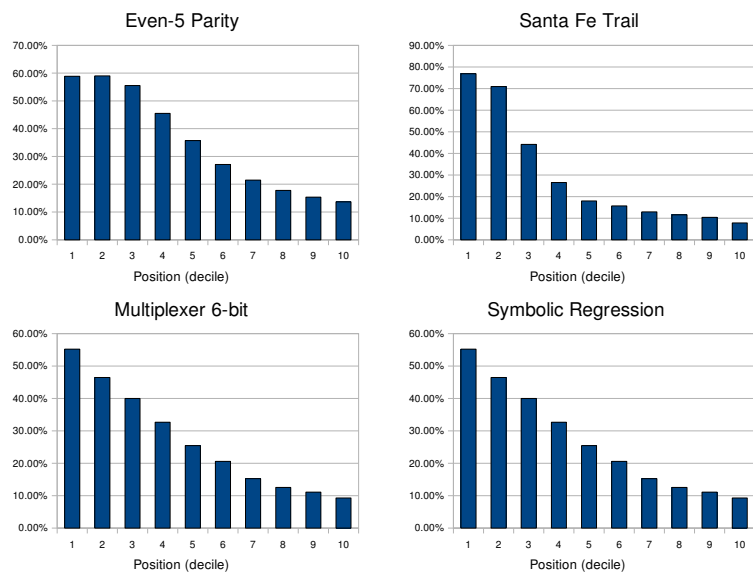 Even-5 Parity
70.00%
60.00%
50.00%
40.00%
30.00%
20.00%
10.00%
0.00%
1 2 3 4 5 6 7 8 9 10
Position (decile)
Santa Fe Trail
90.00%
80.00%
70.00%
60.00%
50.00%
40.00%
30.00%
20.00%
10.00%
0.00%
1 2 3 4 5 6 7 8 9 10
Position (decile)
Multiplexer 6-bit
60.00%
50.00%
40.00%
30.00%
20.00%
10.00%
0.00%
1 2 3 4 5 6 7 8 9 10
Position (decile)
Symbolic Regression
60.00%
50.00%
40.00%
30.00%
20.00%
10.00%
0.00%
1 2 3 4 5 6 7 8 9 10
Position (decile)